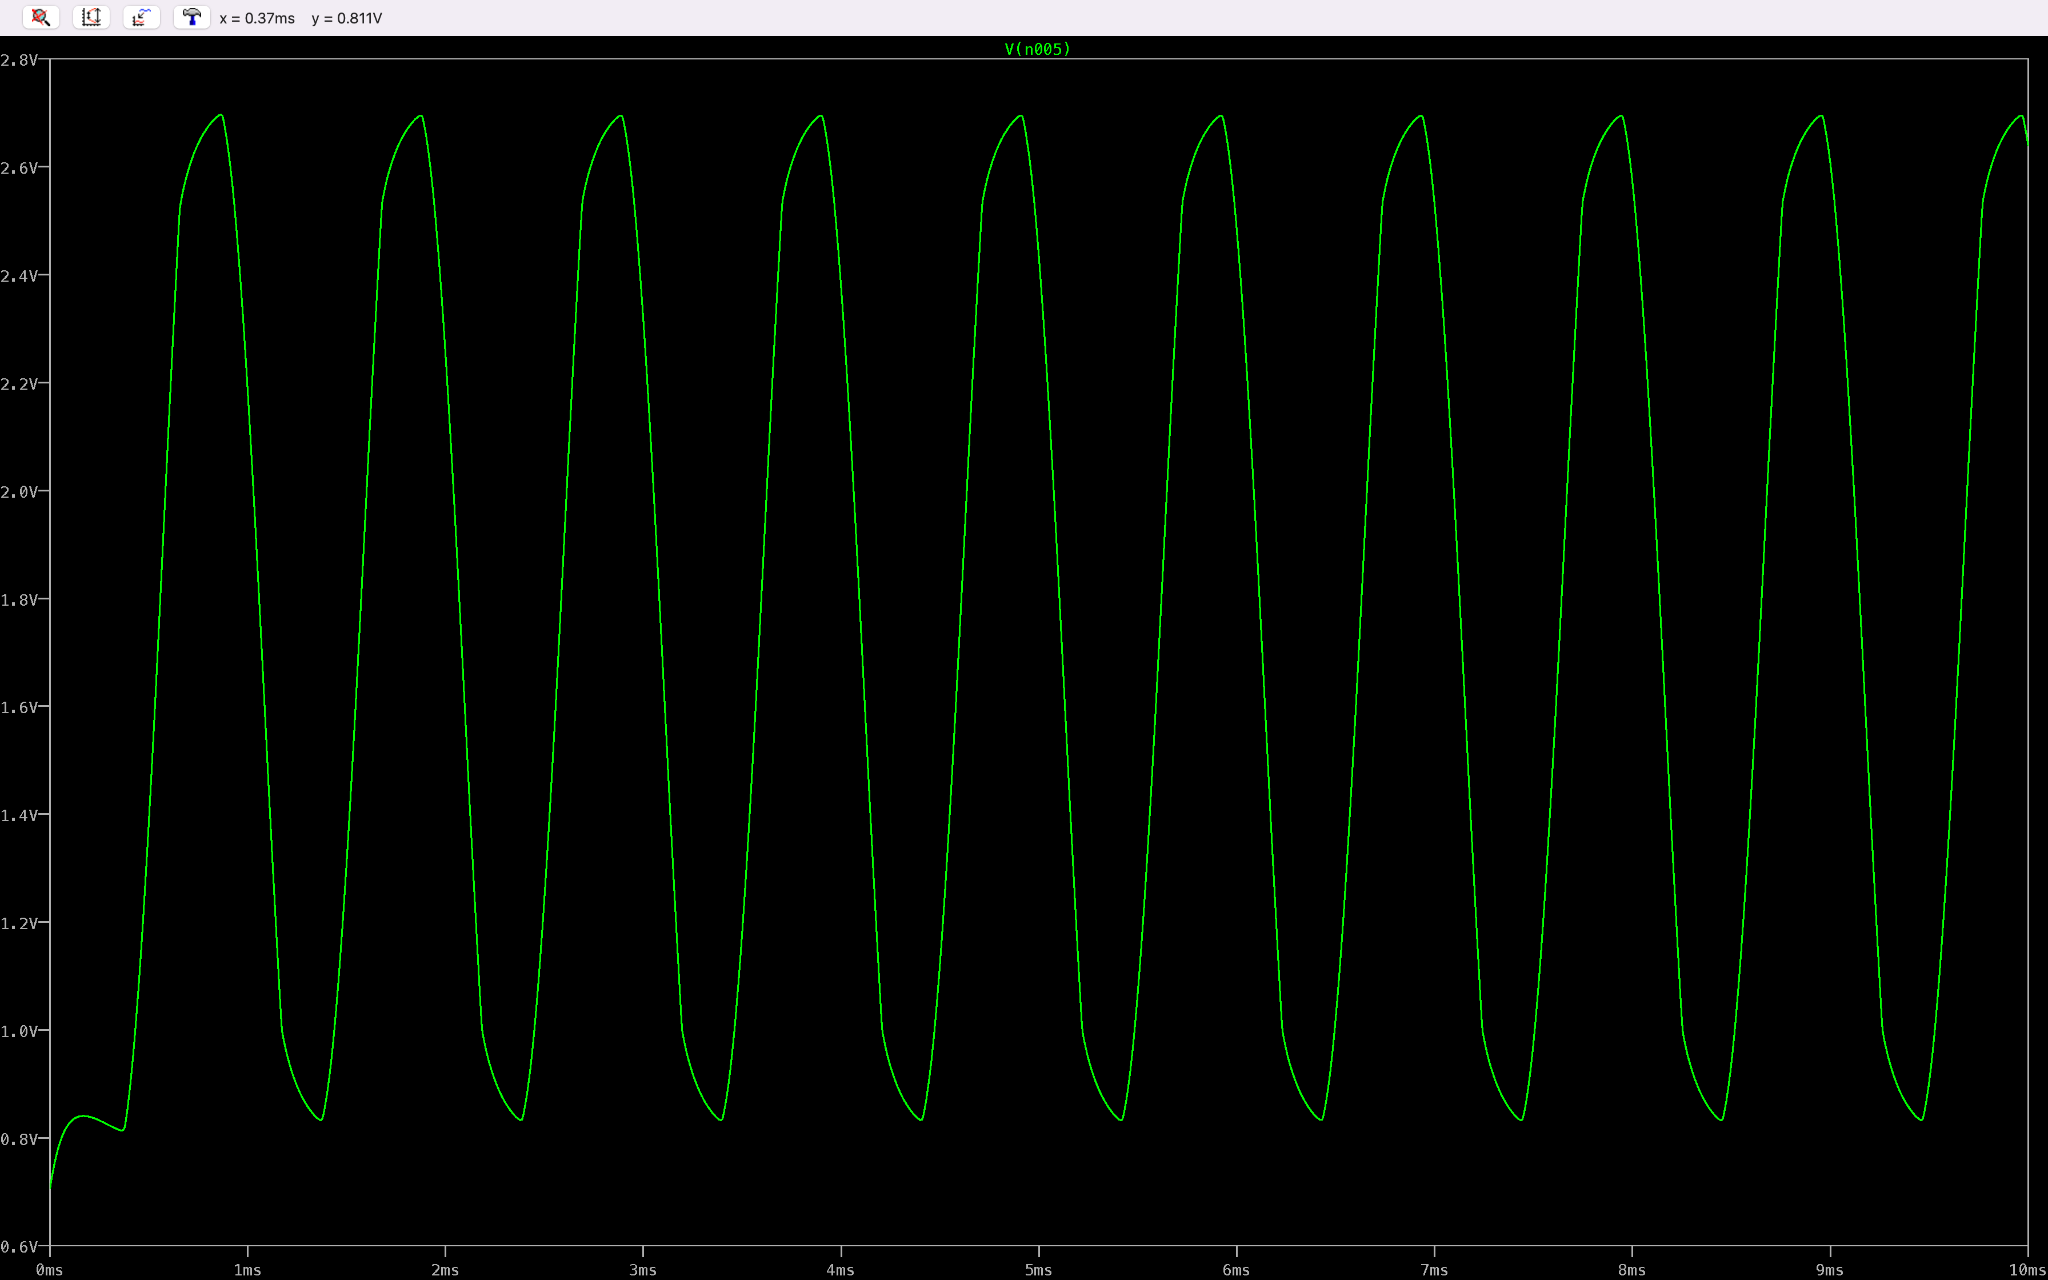 x = 0.37ms y = 0.811V
V(n005)
2.8V
2.6V
2.4V
2.2V
2.0V
1.8V
1.6V
1.4V
1.2V
1.0V
0.8V
0.6V
0ms 1ms 2ms 3ms 4ms 5ms 6ms 7ms 8ms 9ms 10ms